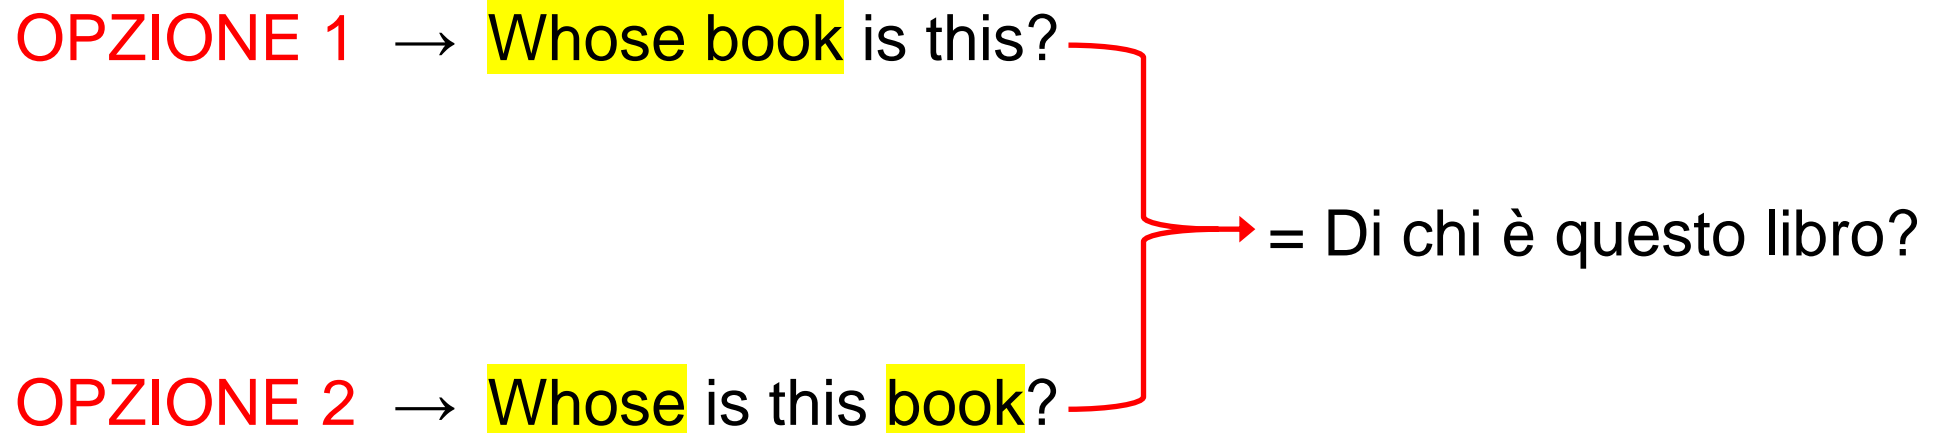 OPZIONE 1 → Whose book is this?
= Di chi è questo libro?
OPZIONE 2 → Whose is this book?